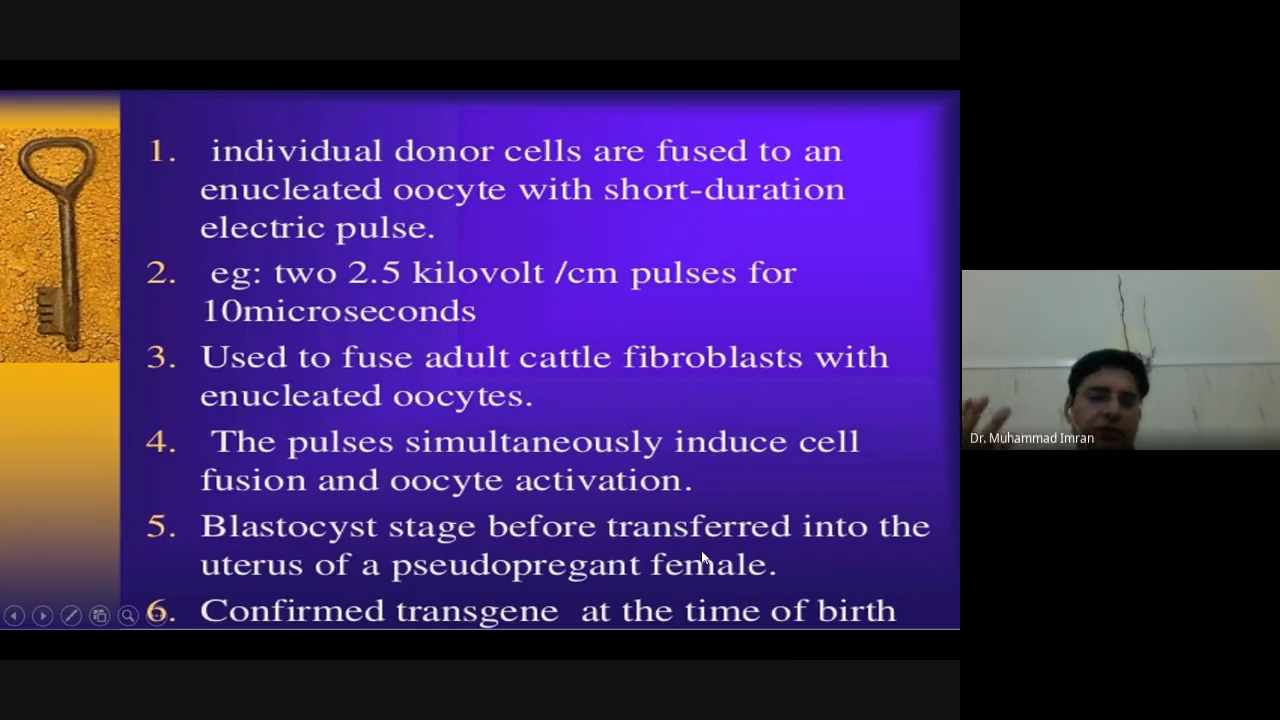 1. individual donor cells are fused to an
enucleated oocyte with short-duration
electric pulse.
2. eg: two 2.5 kilovolt /cm pulses for
10microseconds
3. Used to fuse adult cattle fibroblasts with
enucleated oocytes.
4. The pulses simultaneously induce cell
fusion and oocyte activation.
5. Blastocyst stage before transferred into the
uterus of a pseudopregant female.
6. Confirmed transgene at the time of birth
Dr. Muhammad Imran